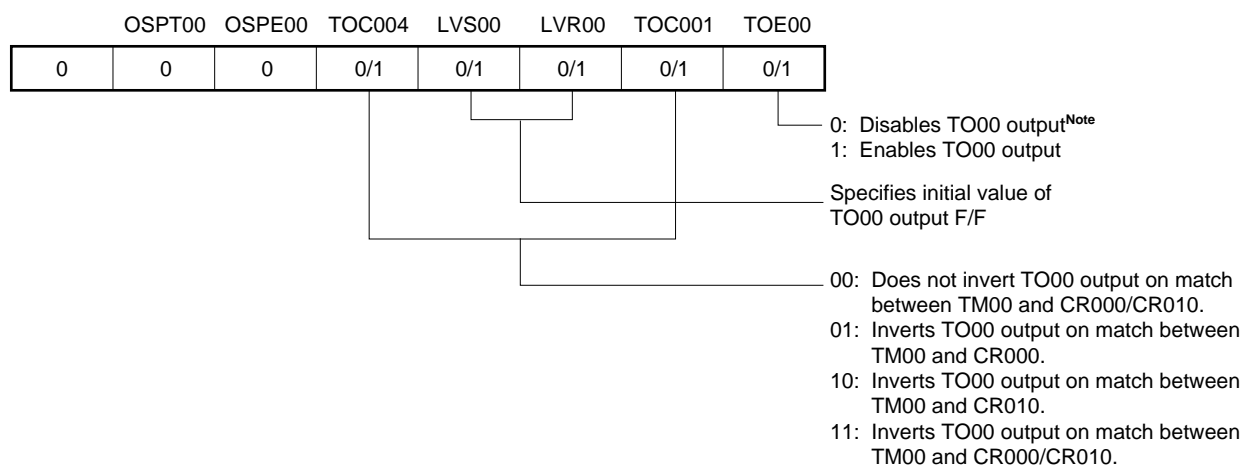 OSPT00 OSPE00 TOC004 LVS00 LVR00 TOC001 TOE00
0 0 0 0/1 0/1 0/1 0/1 0/1
0: Disables TO00 outputNote
1: Enables TO00 output
Specifies initial value of
TO00 output F/F
00: Does not invert TO00 output on match
between TM00 and CR000/CR010.
01: Inverts TO00 output on match between
TM00 and CR000.
10: Inverts TO00 output on match between
TM00 and CR010.
11: Inverts TO00 output on match between
TM00 and CR000/CR010.